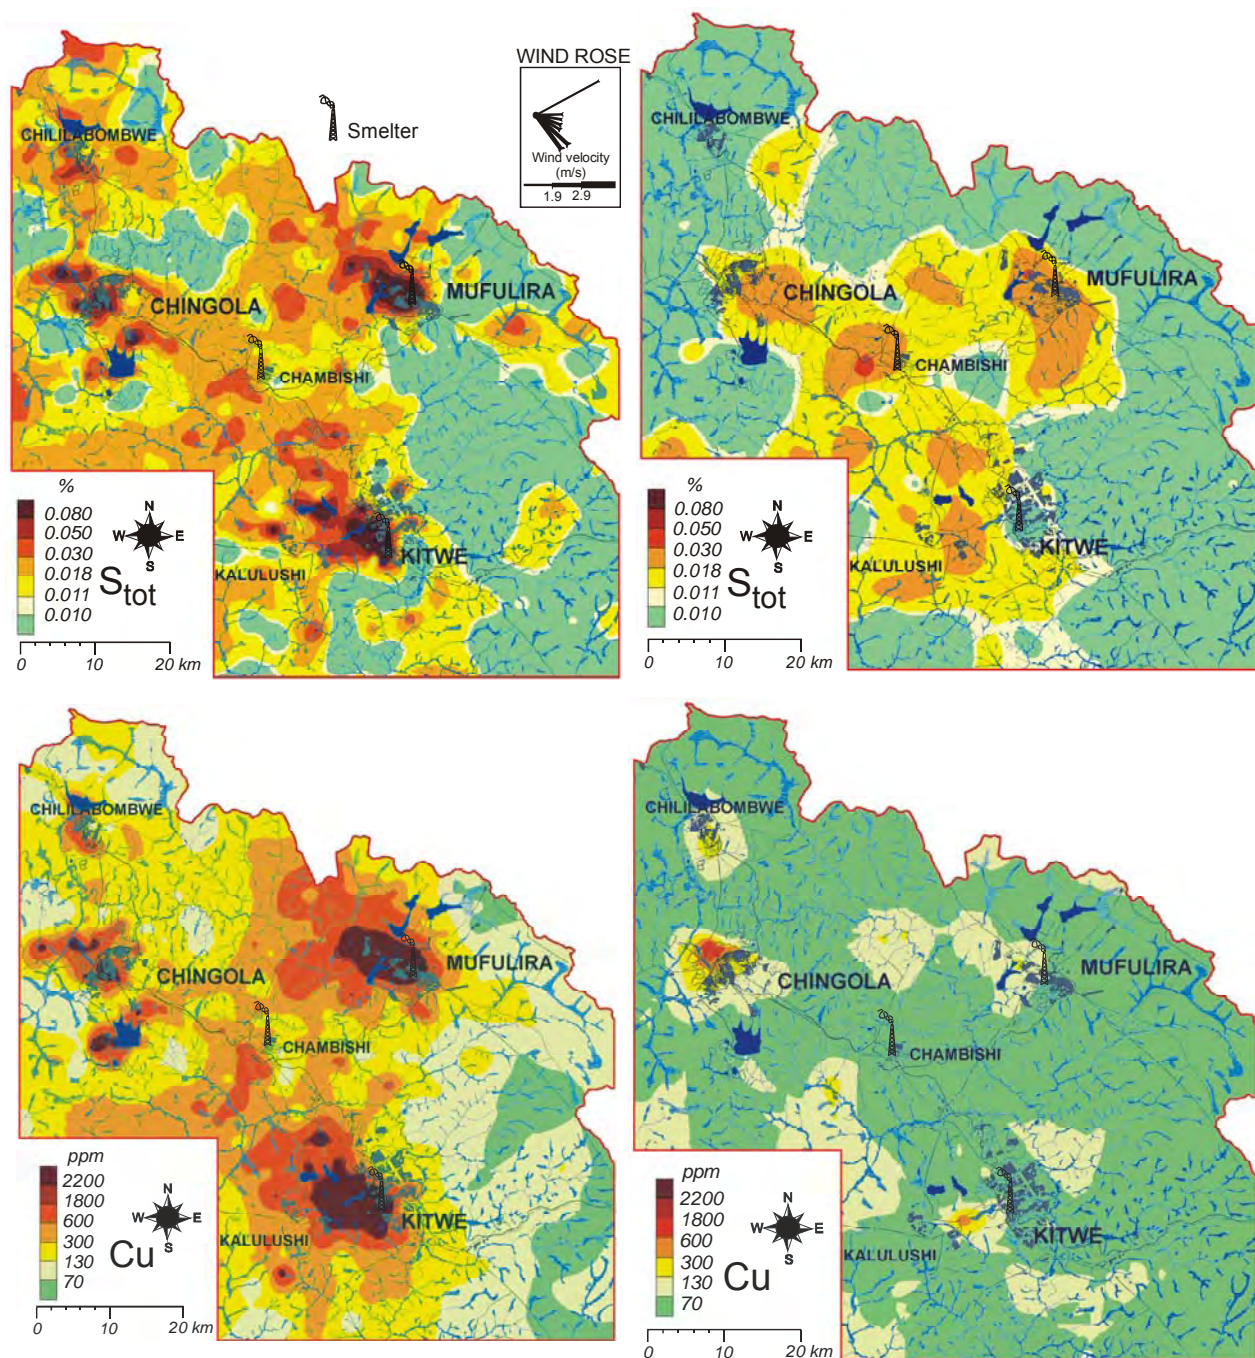 WIND ROSE
Wind velocity
(m/s)
1.9 2.9
Smelter
CHILILABOMBWE
CHINGOLA
MUFULIRA
CHAMBISHI
KITWE
KALULUSHI
%
0.080
0.050
0.030
0.018
0.011
0.010
Stot
N
W E
S
0 10 20 km
CHILILABOMBWE
CHINGOLA
MUFULIRA
CHAMBISHI
KITWE
KALULUSHI
%
0.080
0.050
0.030
0.018
0.011
0.010
Stot
N
W E
S
0 10 20 km
CHILILABOMBWE
CHINGOLA
MUFULIRA
CHAMBISHI
KITWE
KALULUSHI
ppm
2200
1800
600
300
130
70
Cu
N
W E
S
0 10 20 km
CHILILABOMBWE
CHINGOLA
MUFULIRA
CHAMBISHI
KITWE
KALULUSHI
ppm
2200
1800
600
300
130
70
Cu
N
W E
S
0 10 20 km